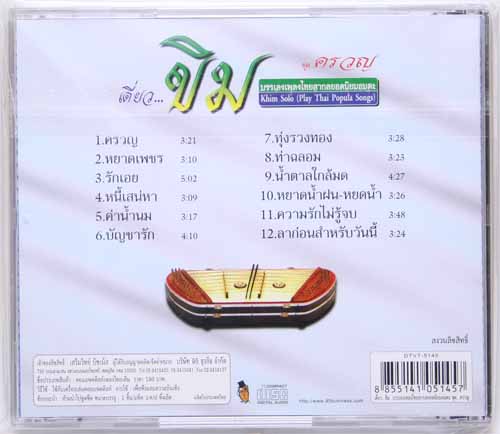 เดี่ยว...
ขิม
ชุด ครวญ
บรรเลงเพลงไทยสากลยอดนิยมอมตะ
Khim Solo (Play Thai Popula Songs)
1.ครวญ 3:21
2.หยาดเพชร 3:10
3.รักเอย 5:02
4.หนี้เสน่หา 3:09
5.ค่าน้ำนม 3:17
6.บัญชารัก 4:10
7.ทุ่งรวงทอง 3:28
8.ท่าฉลอม 3:23
9.น้ำตาลใกล้มด 4:27
10.หยาดน้ำฝน-หยดน้ำ 3:26
11.ความรักไม่รู้จบ 3:48
12.ลาก่อนสำหรับวันนี้ 3:24
สงวนลิขสิทธิ์
COMPACT
DIGITAL AUDIO
DTVT-5145
8 855141 051457